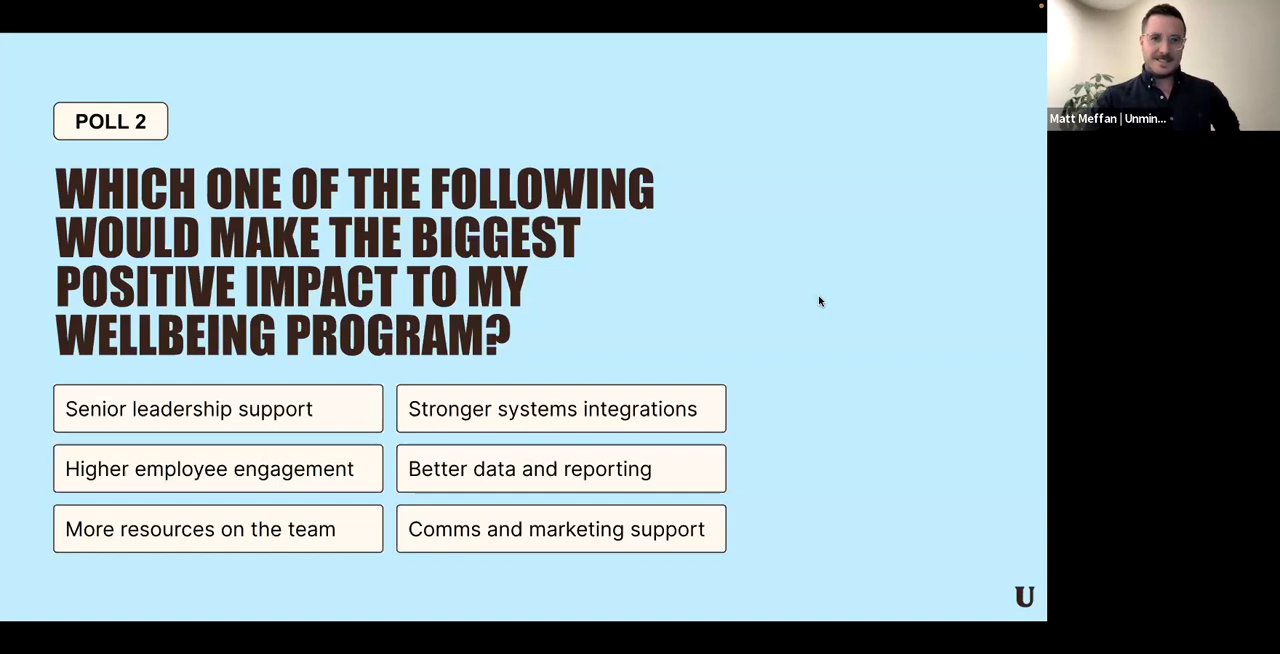 POLL 2
WHICH ONE OF THE FOLLOWING
WOULD MAKE THE BIGGEST
POSITIVE IMPACT TO MY
WELLBEING PROGRAM?
Senior leadership support
Stronger systems integrations
Higher employee engagement
Better data and reporting
More resources on the team
Comms and marketing support
U
Matt Meffan | Unmin...